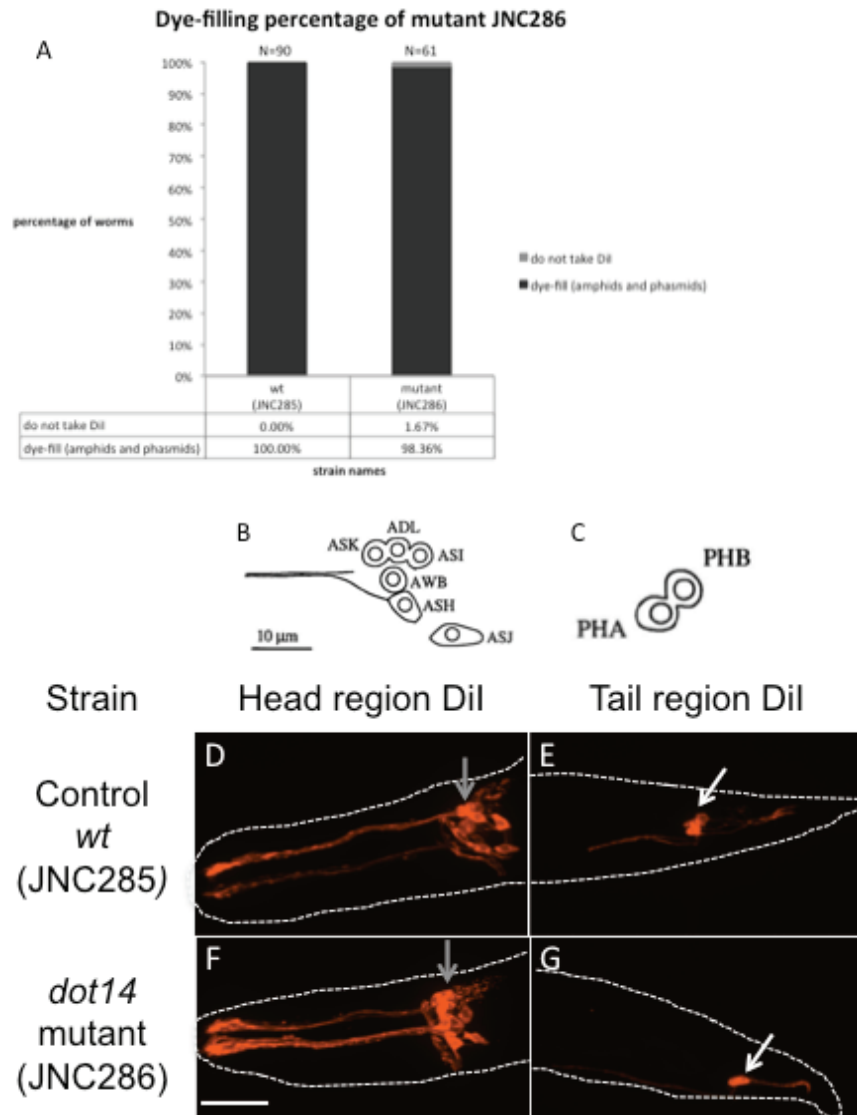 Dye-filling percentage of mutant JNC286
A
N=90 N=61
100%
90%
80%
70%
60%
50%
40%
30%
20%
10%
0%
percentage of worms
do not take DiI
dye-fill (amphids and phasmids)
wt (JNC285) mutant (JNC286)
do not take DiI 0.00% 1.67%
dye-fill (amphids and phasmids) 100.00% 98.36%
strain names
B
ADL
ASK ASI
AWB
ASH
ASJ
10 μm
C
PHB
PHA
Strain Head region DiI Tail region DiI
Control
wt
(JNC285)
D E
dot14
mutant
(JNC286)
F G